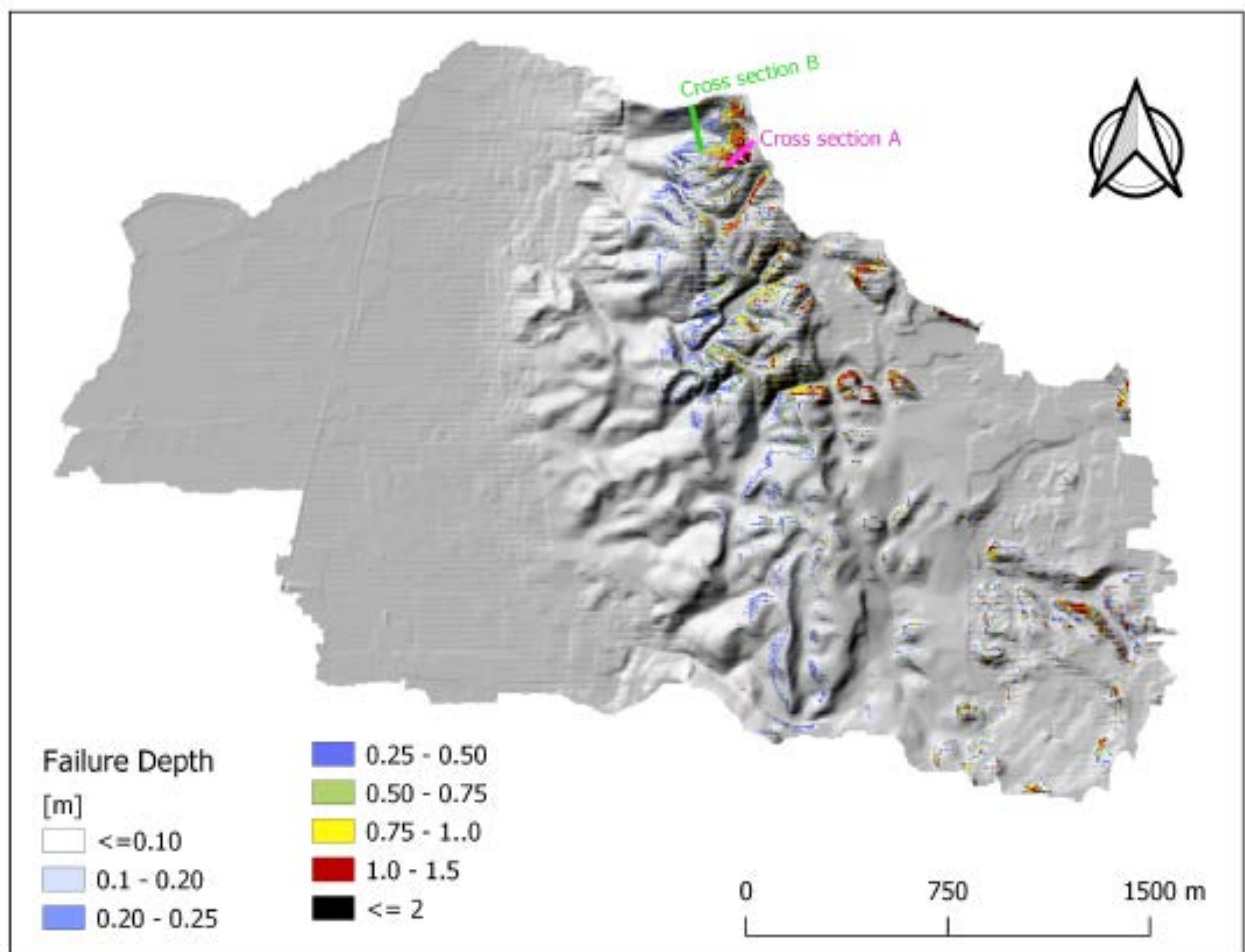 Cross section B
Cross section A
Failure Depth
[m]
<=0.10
0.1 - 0.20
0.20 - 0.25
0.25 - 0.50
0.50 - 0.75
0.75 - 1..0
1.0 - 1.5
<= 2
0 750 1500 m